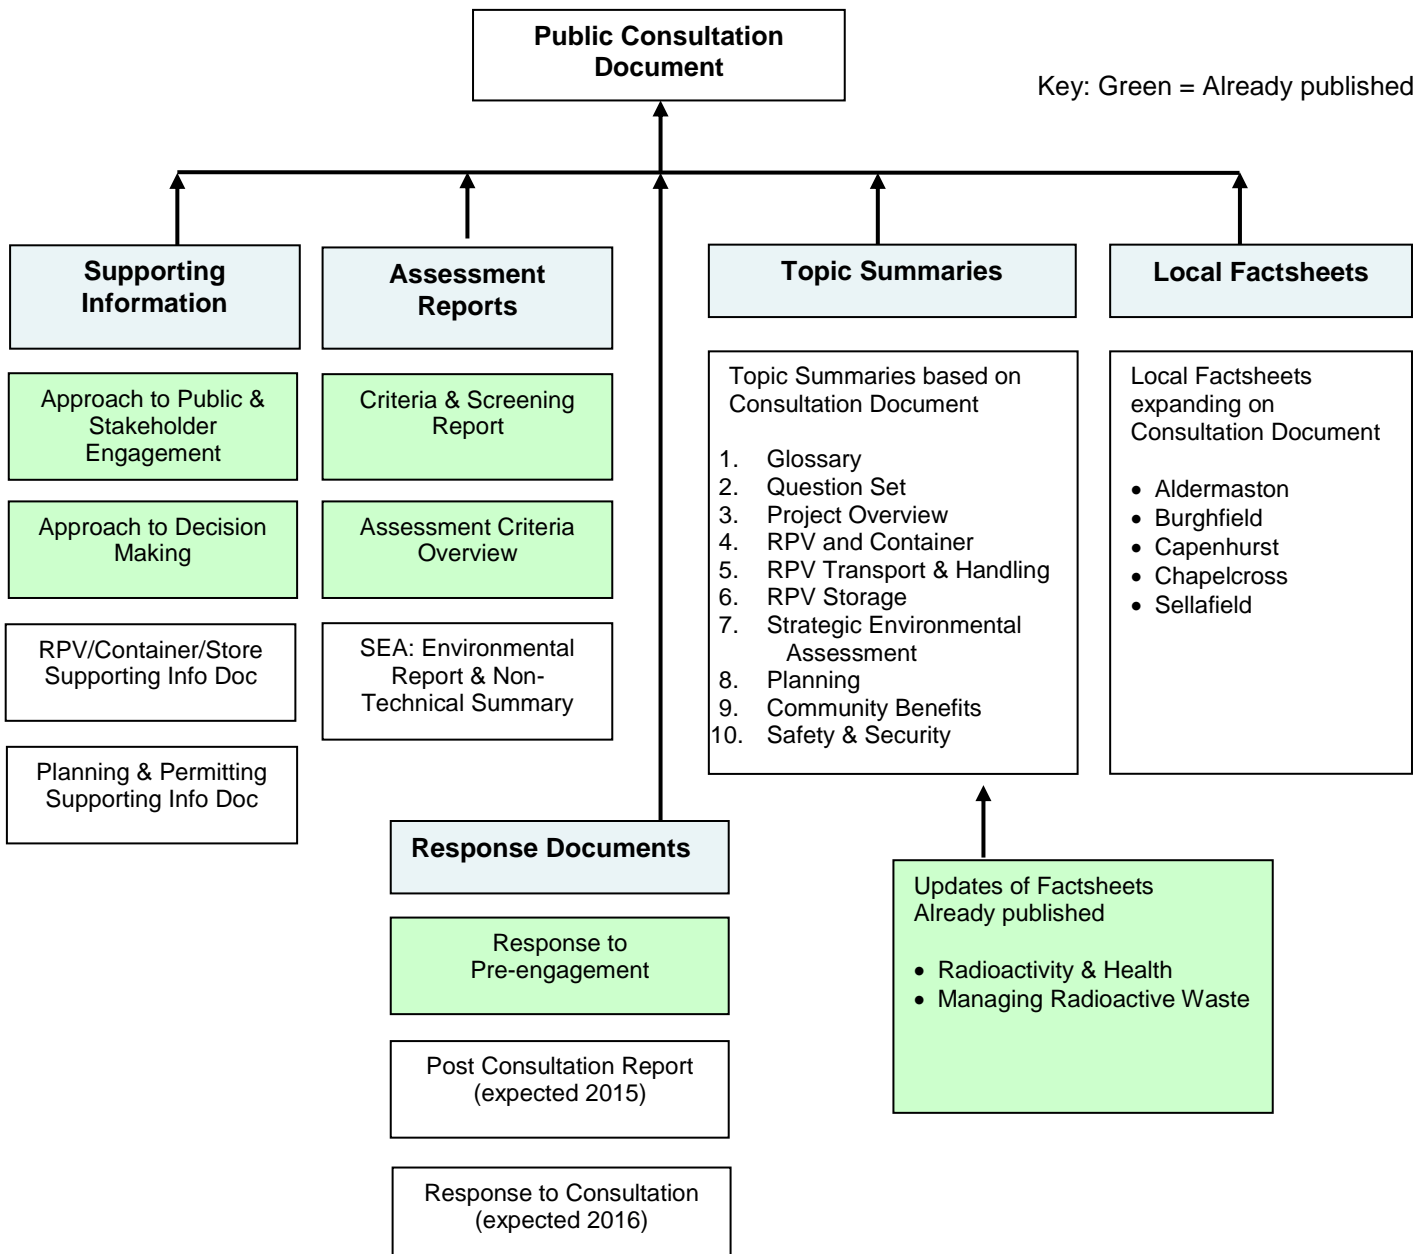 Public Consultation
Document
Key: Green = Already published
Supporting
Information
Approach to Public &
Stakeholder
Engagement
Approach to Decision
Making
RPV/Container/Store
Supporting Info Doc
Planning & Permitting
Supporting Info Doc
Assessment
Reports
Criteria & Screening
Report
Assessment Criteria
Overview
SEA: Environmental
Report & Non-
Technical Summary
Response Documents
Response to
Pre-engagement
Post Consultation Report
(expected 2015)
Response to Consultation
(expected 2016)
Topic Summaries
Topic Summaries based on
Consultation Document
1. Glossary
2. Question Set
3. Project Overview
4. RPV and Container
5. RPV Transport & Handling
6. RPV Storage
7. Strategic Environmental
Assessment
8. Planning
9. Community Benefits
10. Safety & Security
Updates of Factsheets
Already published
• Radioactivity & Health
• Managing Radioactive Waste
Local Factsheets
Local Factsheets
expanding on
Consultation Document
• Aldermaston
• Burghfield
• Capenhurst
• Chapelcross
• Sellafield